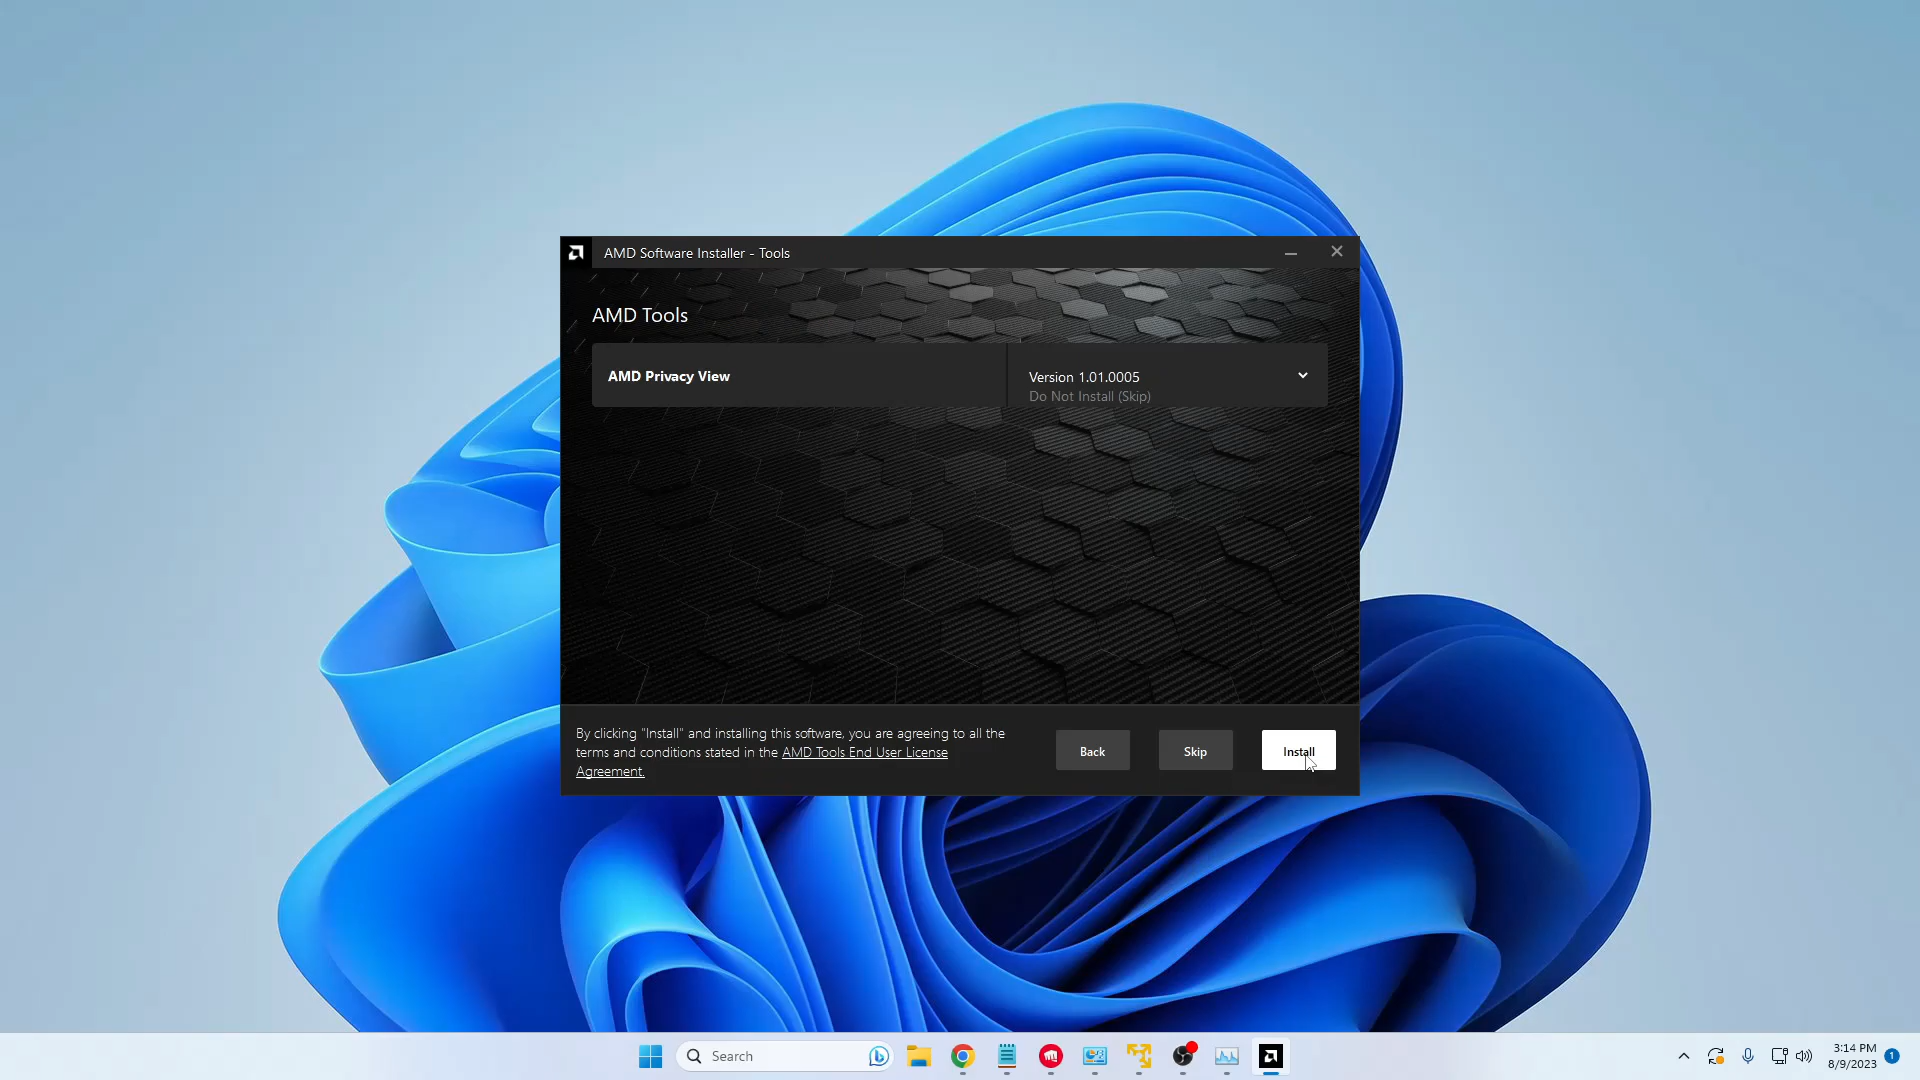 AMD Software Installer - Tools
AMD Tools
AMD Privacy View
Version 1.01.0005
Do Not Install (Skip)
By clicking "Install" and installing this software, you are agreeing to all the
terms and conditions stated in the AMD Tools End User License
Agreement.
Back
Skip
Install
Search
3:14 PM
8/9/2023
1